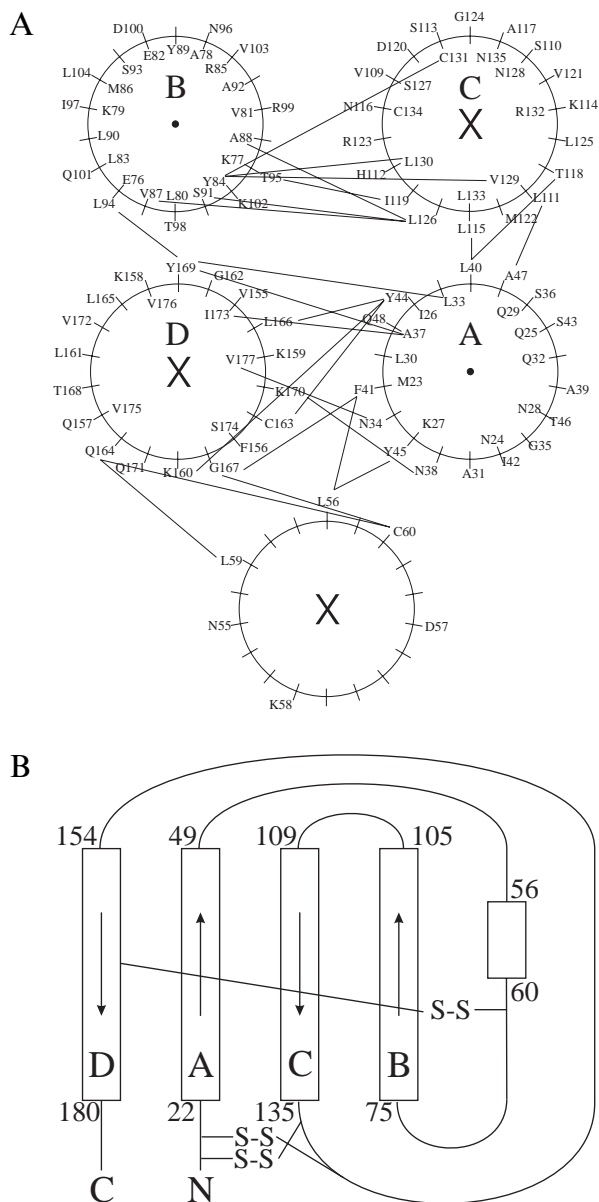 A
D100 N96
E82 Y89 A78
S93 R85 V103
L104 M86 A92
B
I97 K79 V81 R99
L90 A88
L83 K77
Q101 E76 Y84 T95
V87 L80 S91 K102
L94 T98
G124
S113 A117
D120 C131 N135 S110
V109 S127 N128 V121
C
N116 C134 R132 K114
X
R123 L125
L130
H112 V129 T118
I119 L133 L111
L126 L115 M122
Y169 G162
K158 V176 V155
L165 I173
V172 L166
D
L161 V177 K159
X
T168 K170
V175 C163
Q157 S174
Q164 F156
Q171 K160 G167
L40 A47
Y44 L33 Q29 S36
Q48 I26
A37 Q25 S43
A
L30 Q32
M23
F41 A39
N34 K27 N28 T46
Y45 N24 G35
N38 A31 I42
L56
C60
L59
N55 X D57
K58
B
154 49 109 105
56
60
S-S
D A C B
180 22 135 75
S-S
S-S
C N